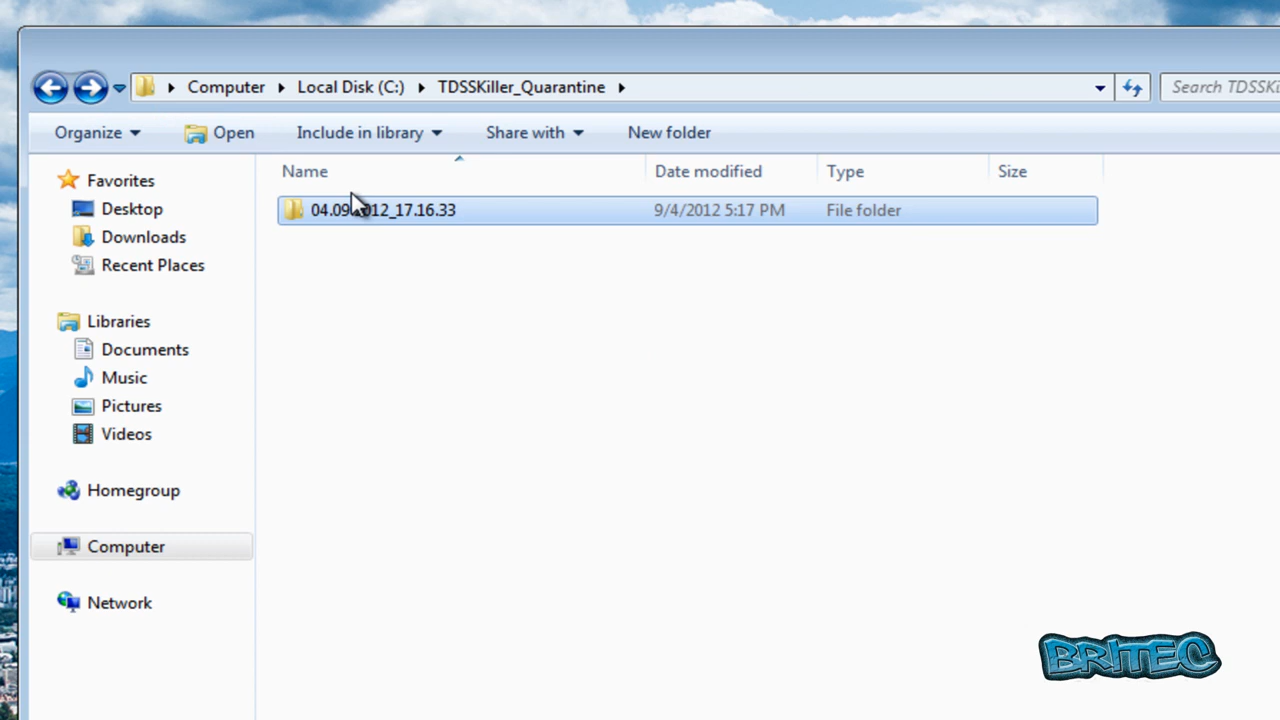 Computer Local Disk (C:) TDSSKiller_Quarantine
Organize Open Include in library Share with New folder
Name Date modified Type Size
04.09 012_17.16.33 9/4/2012 5:17 PM File folder
Favorites
Desktop
Downloads
Recent Places
Libraries
Documents
Music
Pictures
Videos
Homegroup
Computer
Network
Search
BRITEC